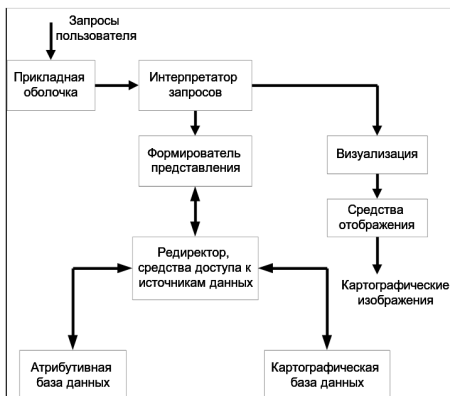 Запросы
пользователя
Прикладная
оболочка
Интерпретатор
запросов
Формирователь
представления
Визуализация
Средства
отображения
Редиректор,
средства доступа к
источникам данных
Картографические
изображения
Атрибутивная
база данных
Картографическая
база данных